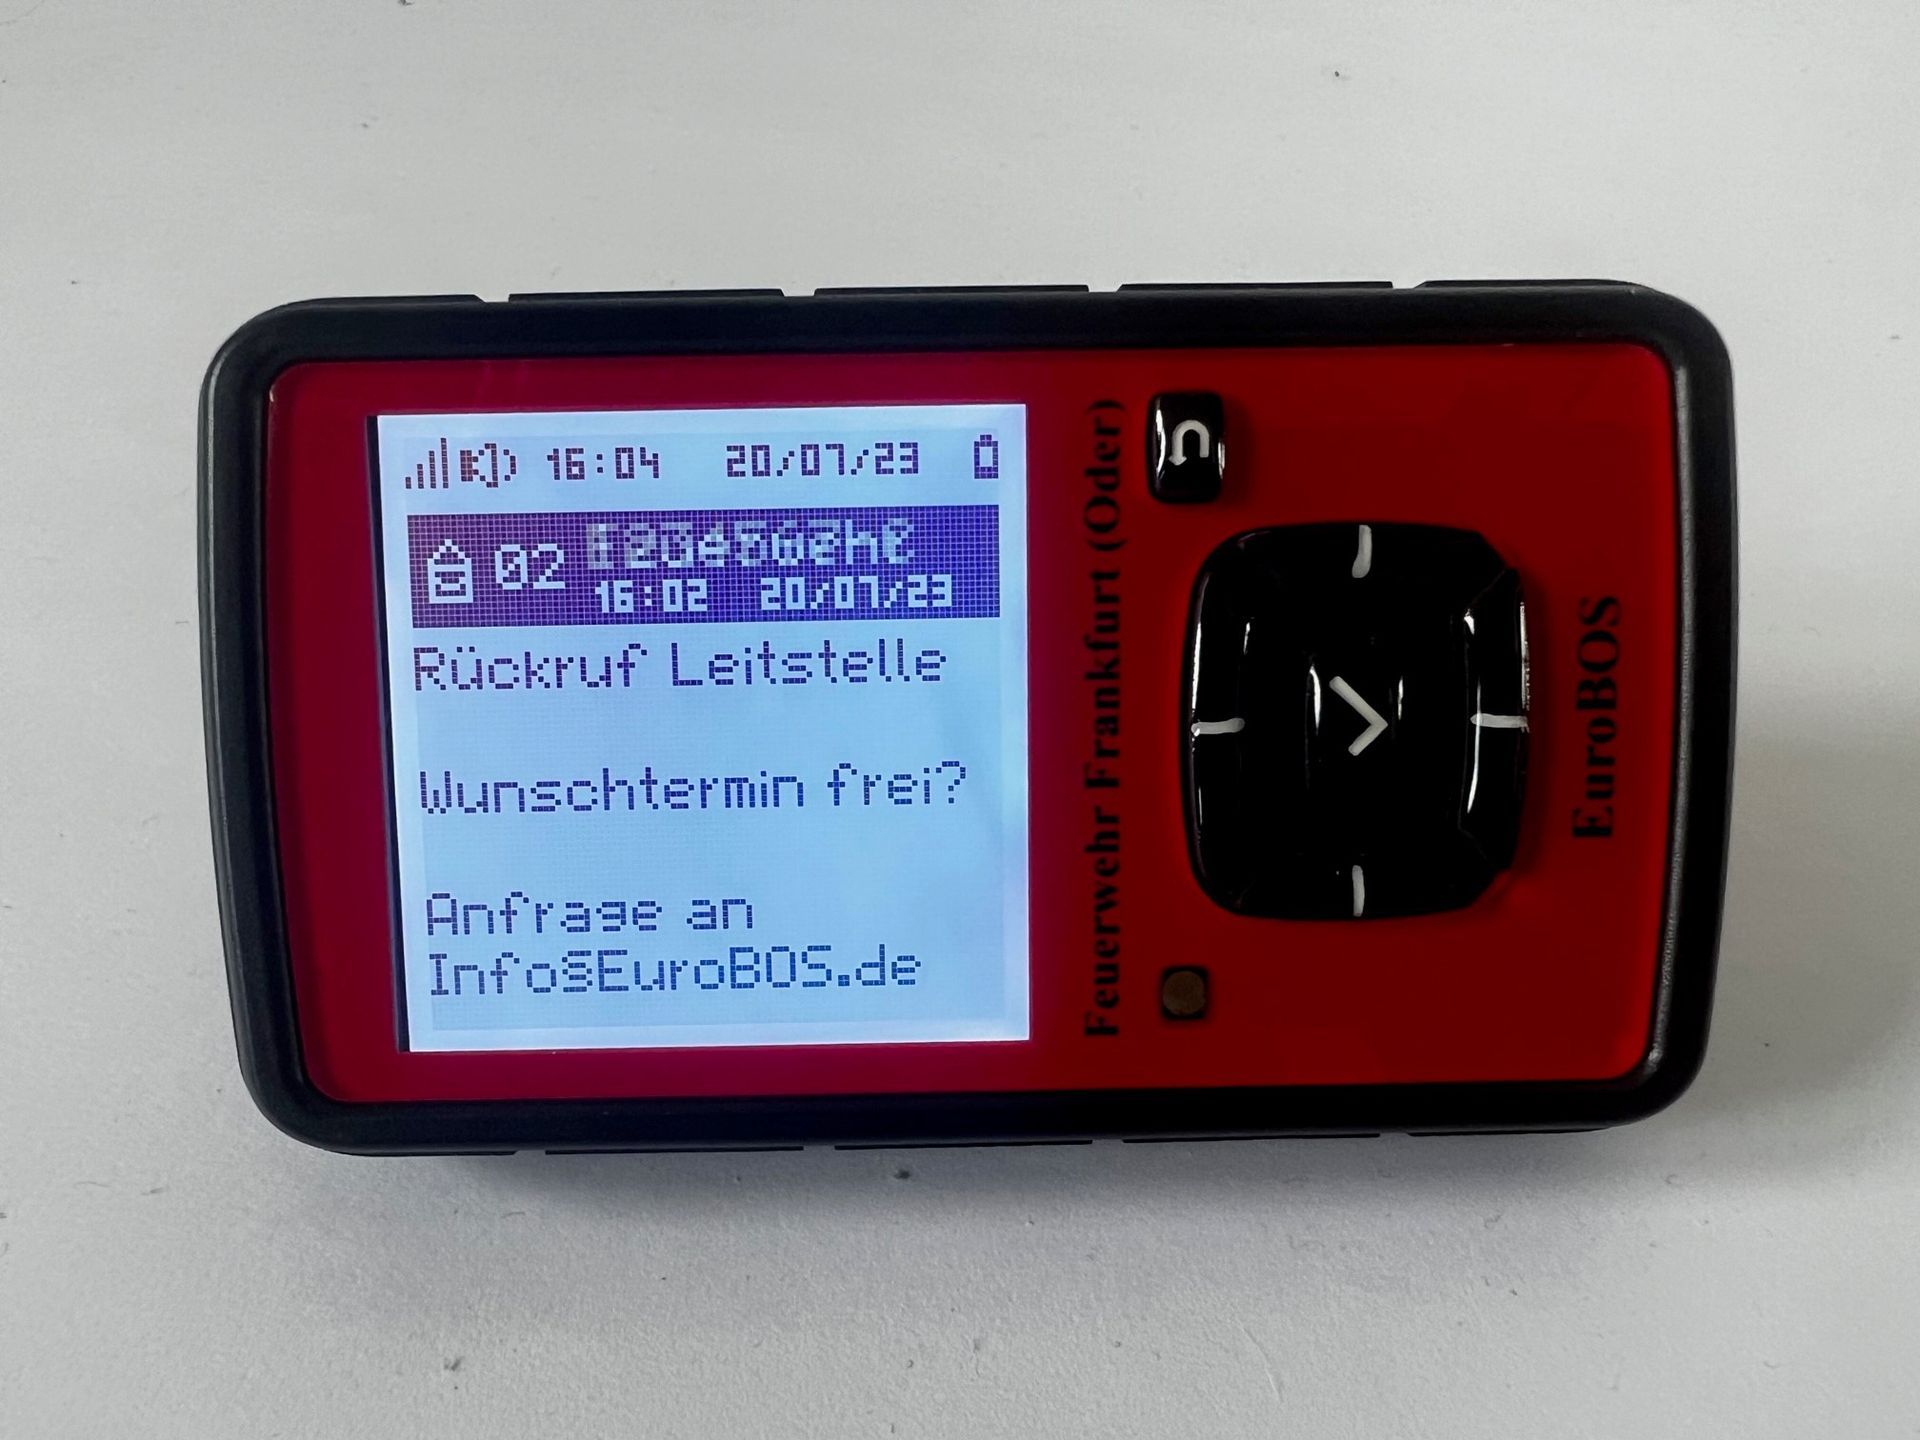 16:04 20/07/23
02
16:02 20/07/23
Rückruf Leitstelle
Wunschtermin frei?
Anfrage an
Info§EuroBOS.de
Feuerwehr Frankfurt (Oder)
EuroBOS